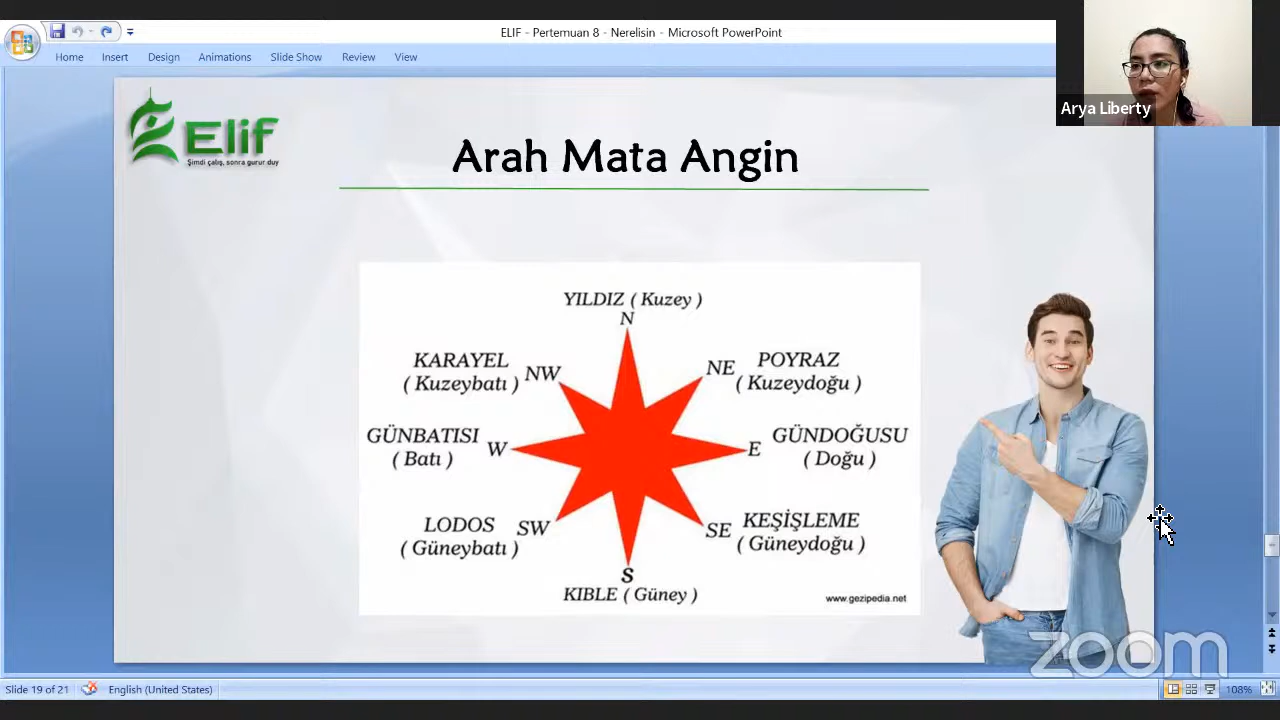 ELIF - Pertemuan 8 - Nerelisin - Microsoft PowerPoint
Home Insert Design Animations Slide Show Review View
Arya Liberty
Elif
Şimdi çalış, sonra gurur duy
Arah Mata Angin
YILDIZ ( Kuzey )
N
KARAYEL
( Kuzeybatı )
NW
NE
POYRAZ
( Kuzeydoğu )
GÜNBATISI
( Batı )
W
E
GÜNDOĞUSU
( Doğu )
LODOS
( Güneybatı )
SW
SE
KEŞİŞLEME
( Güneydoğu )
S
KIBLE ( Güney )
www.gezipedia.net
zoom
Slide 19 of 21 English (United States) 108%